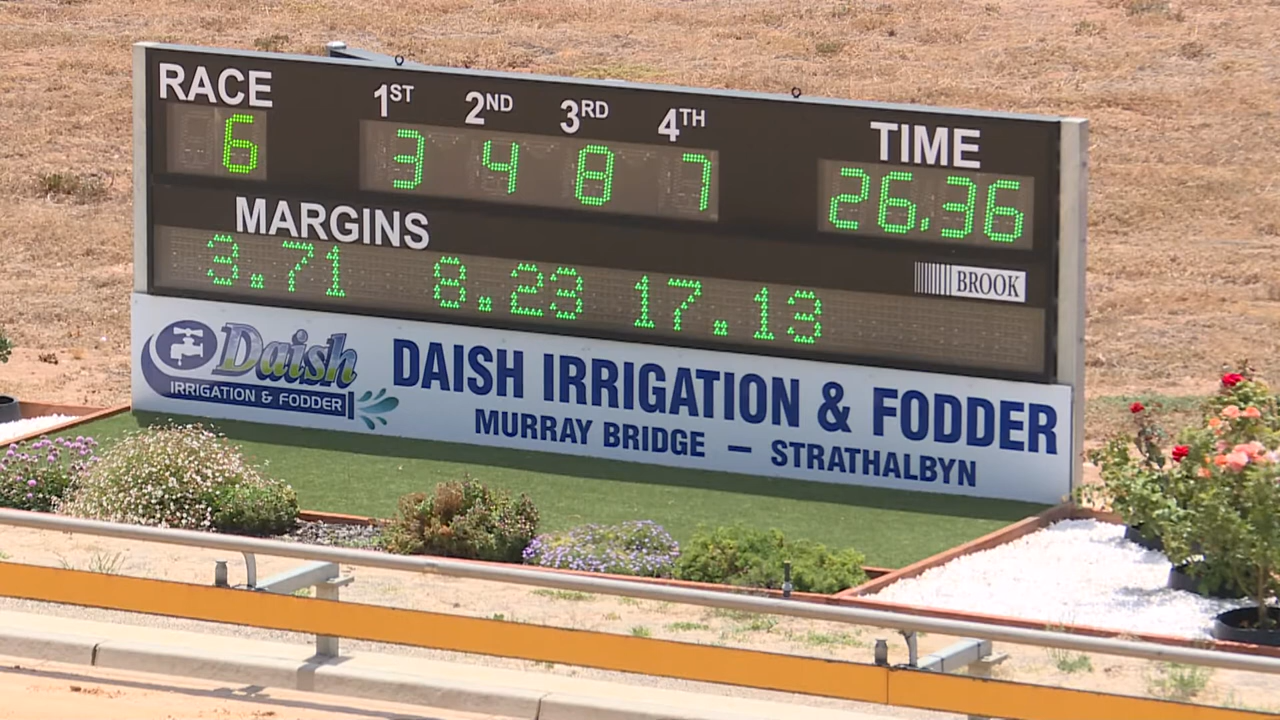 RACE 1ST 2ND 3RD 4TH TIME
6 3 4 8 7 26.36
MARGINS
3.71 8.23 17.13
BROOK
Daish
IRRIGATION & FODDER
DAISH IRRIGATION & FODDER
MURRAY BRIDGE – STRATHALBYN